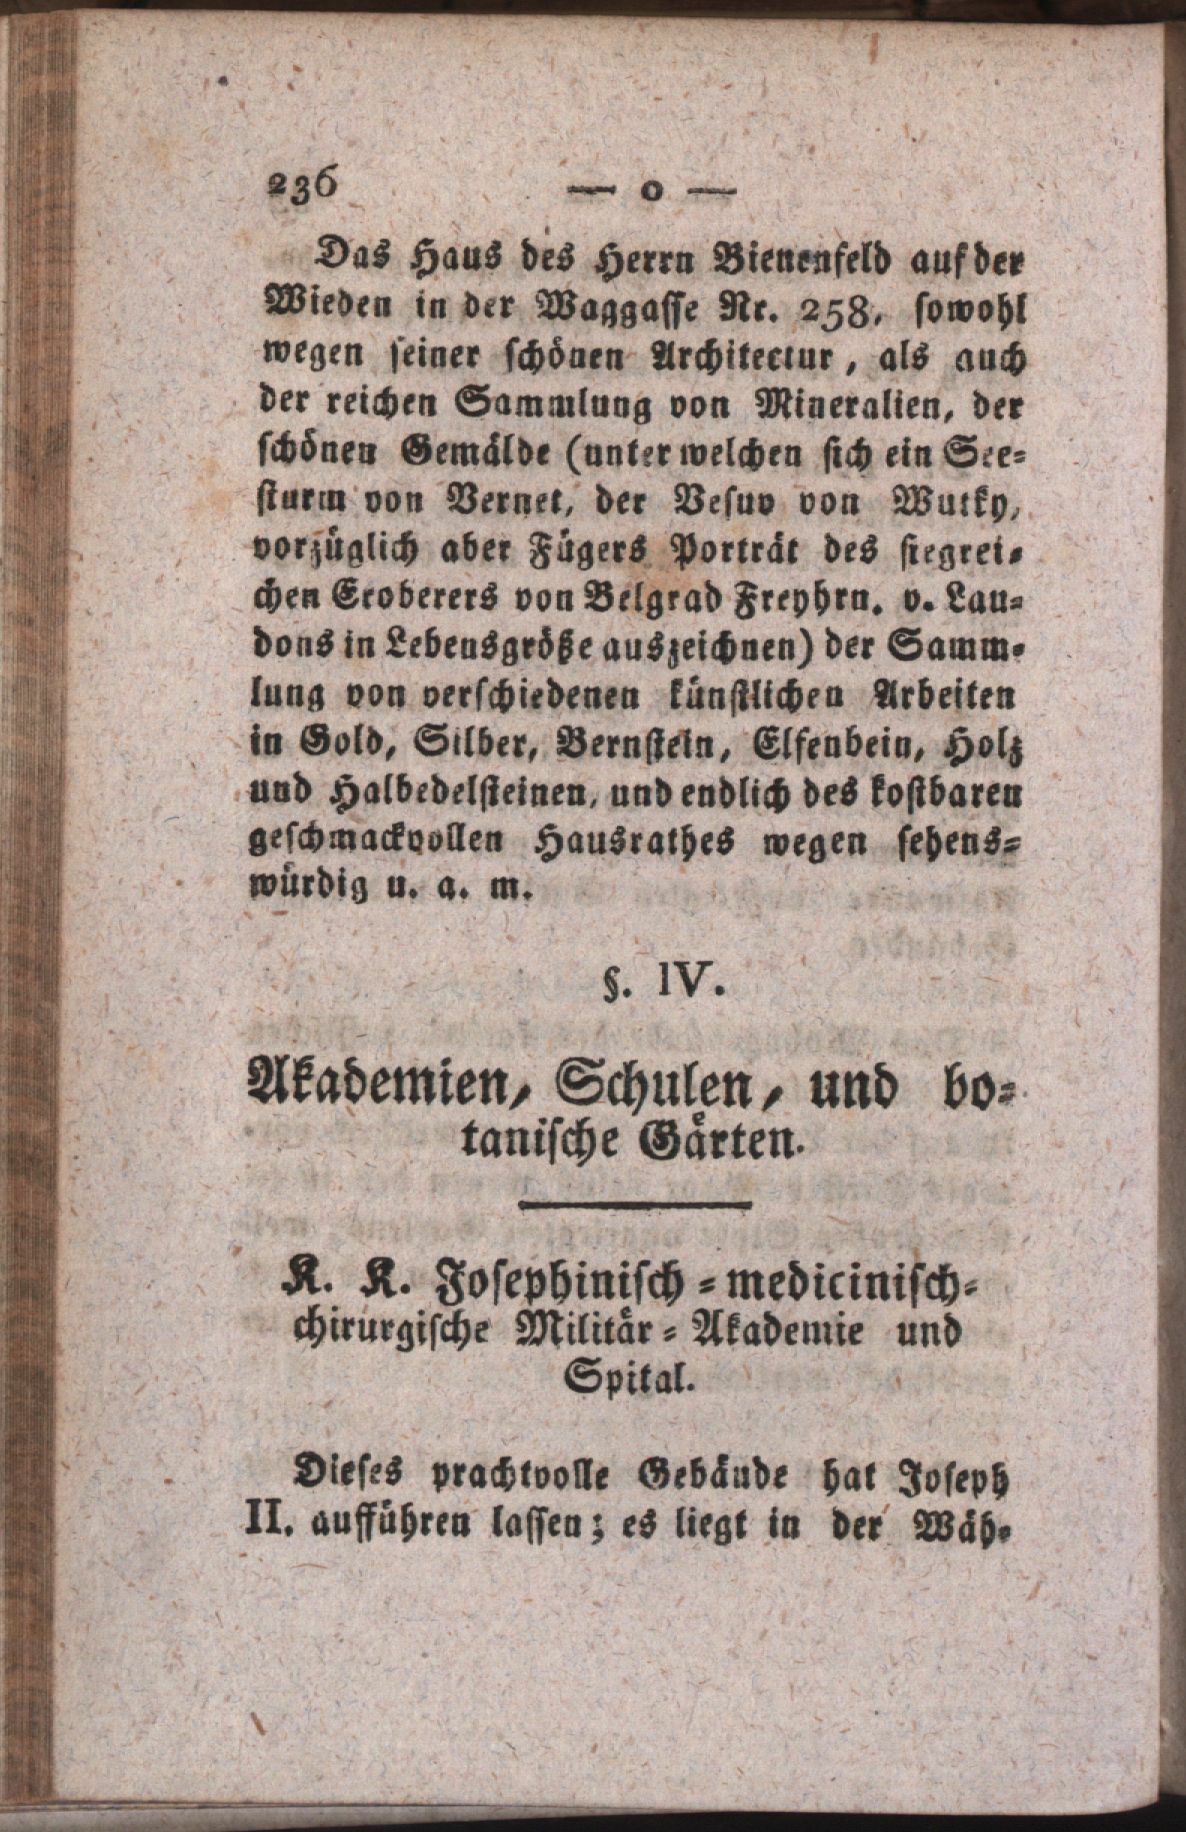 236 — o —
Das Haus des Herrn Bienenfeld auf der
Wieden in der Waggasse Nr. 258, sowohl
wegen seiner schönen Architectur, als auch
der reichen Sammlung von Mineralien, der
schönen Gemälde (unter welchen sich ein See-
sturm von Vernet, der Vesuv von Wutky,
vorzüglich aber Fügers Porträt des siegrei-
chen Eroberers von Belgrad Freyhrn. v. Lau-
dons in Lebensgröße auszeichnen) der Samm-
lung von verschiedenen künstlichen Arbeiten
in Gold, Silber, Bernstein, Elfenbein, Holz
und Halbedelsteinen, und endlich des kostbaren
geschmackvollen Hausrathes wegen sehens-
würdig u. a. m.
§. IV.
Akademien, Schulen, und bo-
tanische Gärten.
K. K. Josephinisch-medicinisch-
chirurgische Militär-Akademie und
Spital.
Dieses prachtvolle Gebäude hat Joseph
II. aufführen lassen; es liegt in der Wäh-